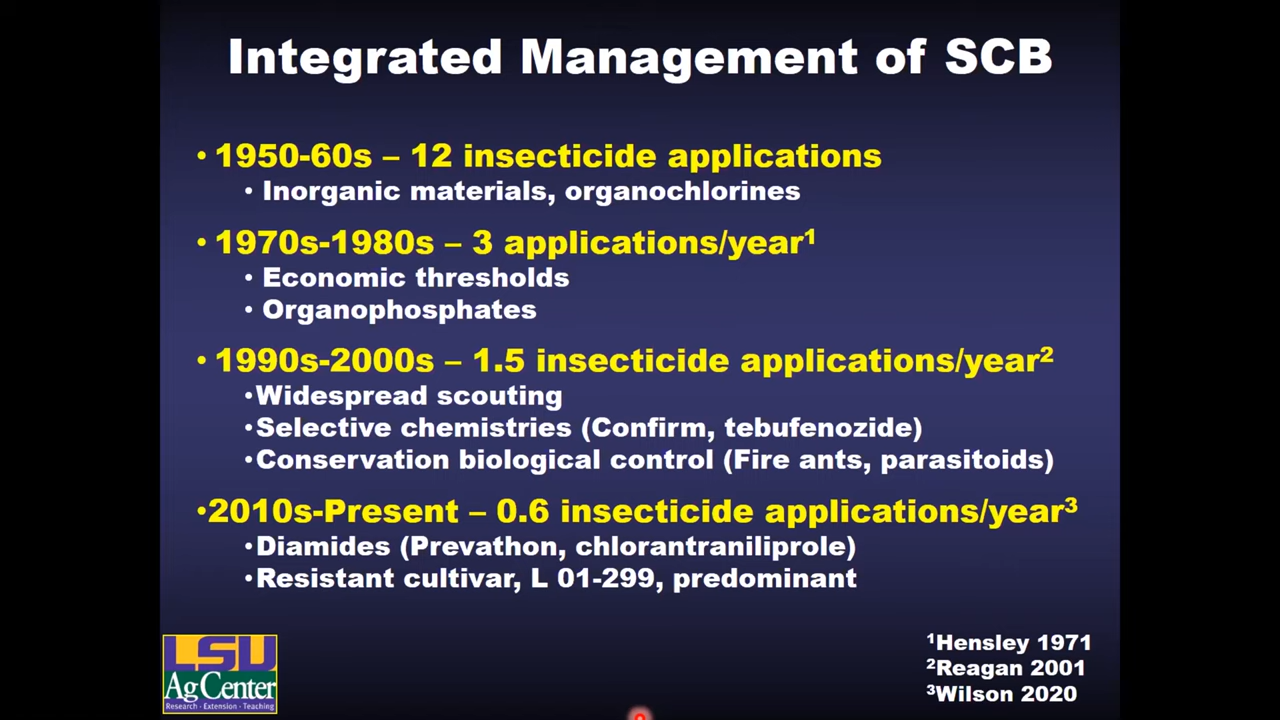 Integrated Management of SCB
• 1950-60s – 12 insecticide applications
• Inorganic materials, organochlorines
• 1970s-1980s – 3 applications/year¹
• Economic thresholds
• Organophosphates
• 1990s-2000s – 1.5 insecticide applications/year²
•Widespread scouting
•Selective chemistries (Confirm, tebufenozide)
•Conservation biological control (Fire ants, parasitoids)
•2010s-Present – 0.6 insecticide applications/year³
•Diamides (Prevathon, chlorantraniliprole)
•Resistant cultivar, L 01-299, predominant
LSU
AgCenter
Research · Extension · Teaching
¹Hensley 1971
²Reagan 2001
³Wilson 2020